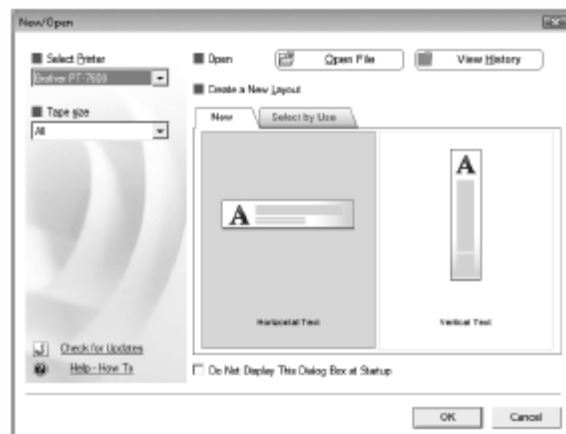 New/Open
Select Printer
Brother PT-7600
Tape size
All
Open
Open File
View History
Create a New Layout
New
Select by Use
A
Horizontal Text
A
Vertical Text
Check for Updates
Help - How To
Do Not Display This Dialog Box at Startup
OK
Cancel